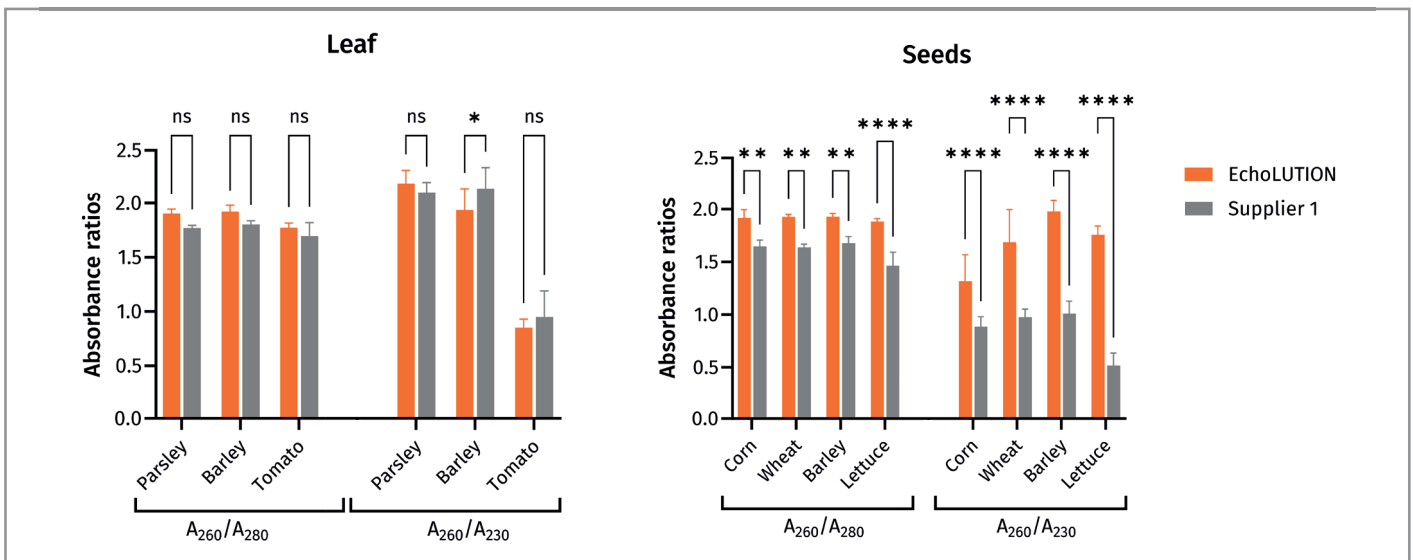 Leaf
ns ns ns ns * ns
Absorbance ratios
2.5
2.0
1.5
1.0
0.5
0.0
Parsley Barley Tomato Parsley Barley Tomato
A₂₆₀/A₂₈₀ A₂₆₀/A₂₃₀
Seeds
**** ****
** ** ** **** **** ****
Absorbance ratios
2.5
2.0
1.5
1.0
0.5
0.0
Corn Wheat Barley Lettuce Corn Wheat Barley Lettuce
A₂₆₀/A₂₈₀ A₂₆₀/A₂₃₀
EchoLUTION
Supplier 1